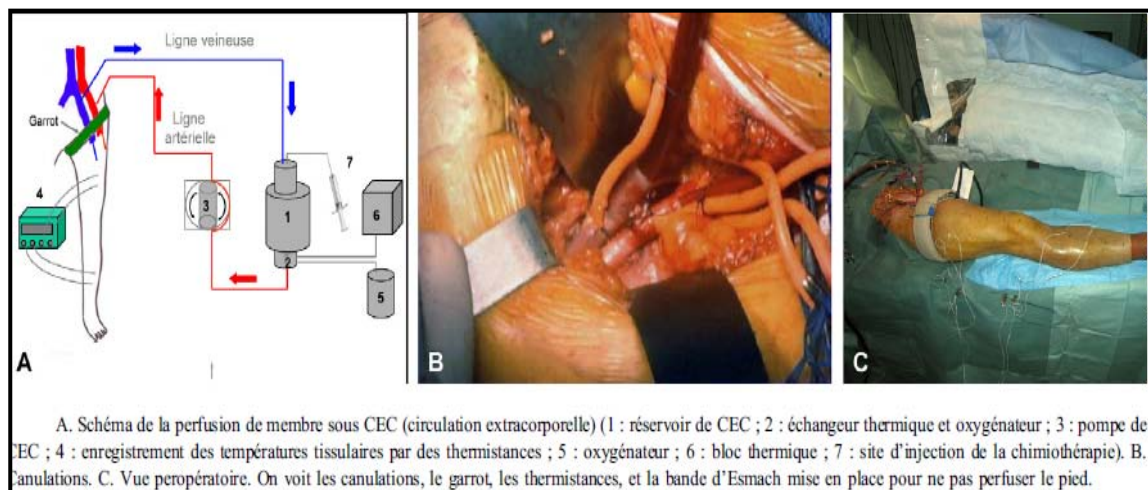 Ligne veineuse
Garrot
Ligne
artérielle
7
4
3
1
6
2
5
A
B
C
A. Schéma de la perfusion de membre sous CEC (circulation extracorporelle) (1 : réservoir de CEC ; 2 : échangeur thermique et oxygénateur ; 3 : pompe de
CEC ; 4 : enregistrement des températures tissulaires par des thermistances ; 5 : oxygénateur ; 6 : bloc thermique ; 7 : site d'injection de la chimiothérapie). B.
Canulations. C. Vue peropératoire. On voit les canulations, le garrot, les thermistances, et la bande d'Esmach mise en place pour ne pas perfuser le pied.